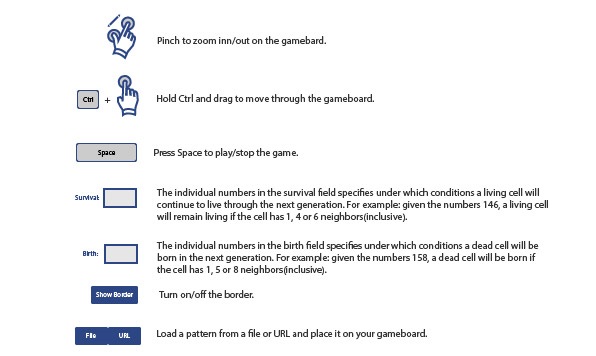 Pinch to zoom inn/out on the gamebard.
Ctrl + Hold Ctrl and drag to move through the gameboard.
Space Press Space to play/stop the game.
The individual numbers in the survival field specifies under which conditions a living cell will
Survival: continue to live through the next generation. For example: given the numbers 146, a living cell
will remain living if the cell has 1, 4 or 6 neighbors(inclusive).
The individual numbers in the birth field specifies under which conditions a dead cell will be
Birth: born in the next generation. For example: given the numbers 158, a dead cell will be born if
the cell has 1, 5 or 8 neighbors(inclusive).
Show Border Turn on/off the border.
File URL Load a pattern from a file or URL and place it on your gameboard.